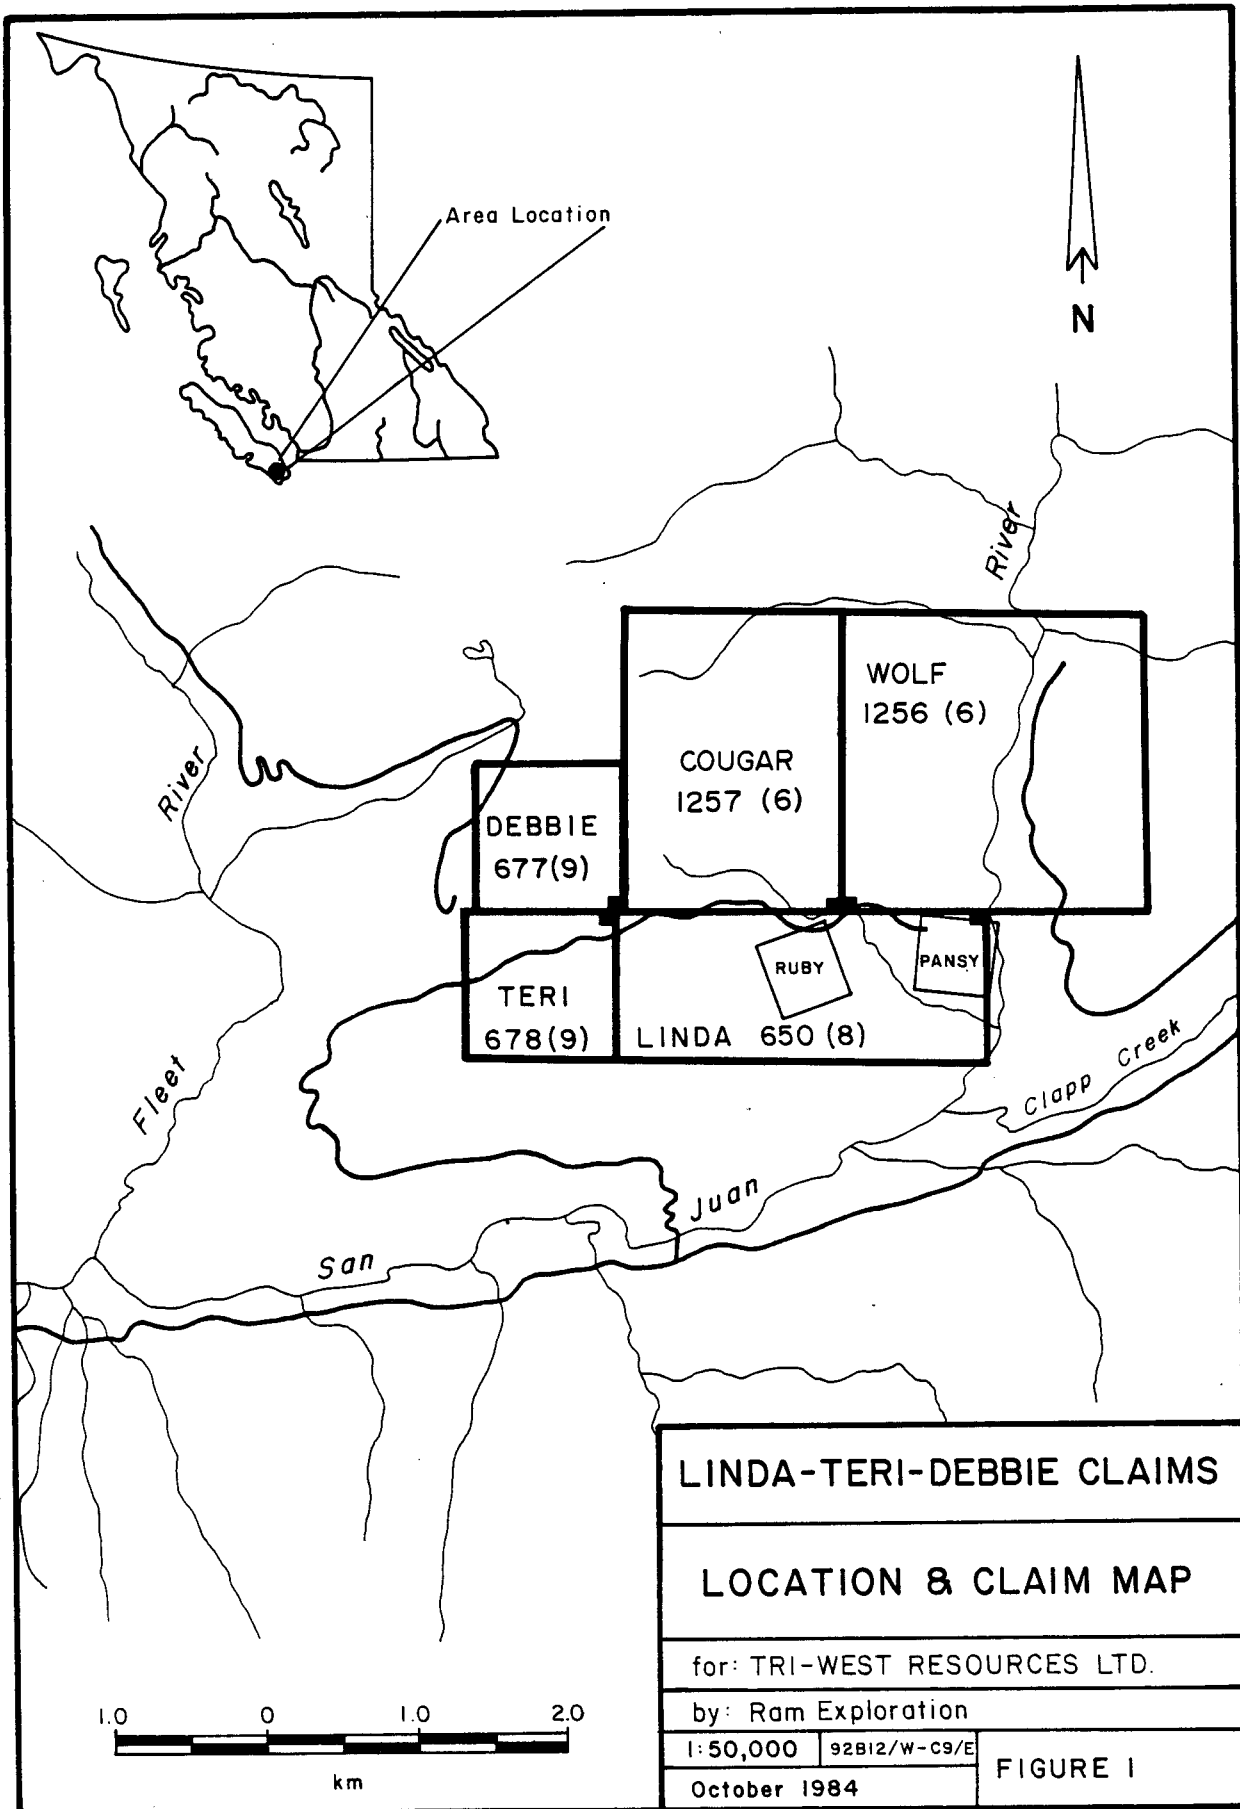 Area Location
N
River
WOLF
1256 (6)
COUGAR
1257 (6)
River
DEBBIE
677(9)
RUBY
PANSY
TERI
678(9)
LINDA 650 (8)
Fleet
Clapp Creek
Juan
San
LINDA-TERI-DEBBIE CLAIMS
LOCATION & CLAIM MAP
for: TRI-WEST RESOURCES LTD.
by: Ram Exploration
1:50,000
92B12/W-C9/E
October 1984
FIGURE 1
1.0 0 1.0 2.0
km